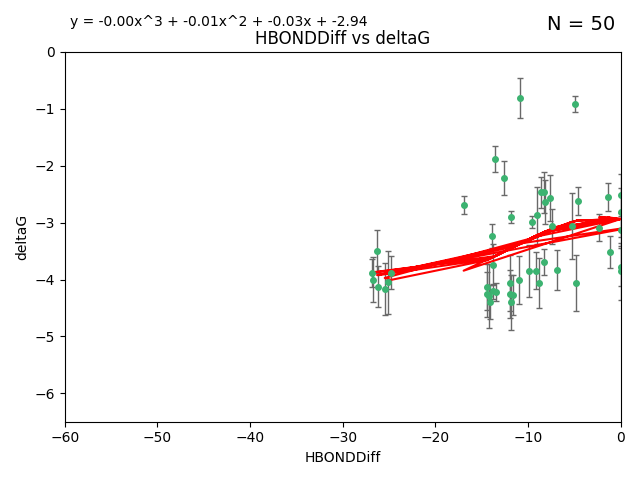 y = -0.00x^3 + -0.01x^2 + -0.03x + -2.94
N = 50
HBONDDiff vs deltaG
0
−1
−2
−3
−4
−5
−6
deltaG
−60 −50 −40 −30 −20 −10 0
HBONDDiff